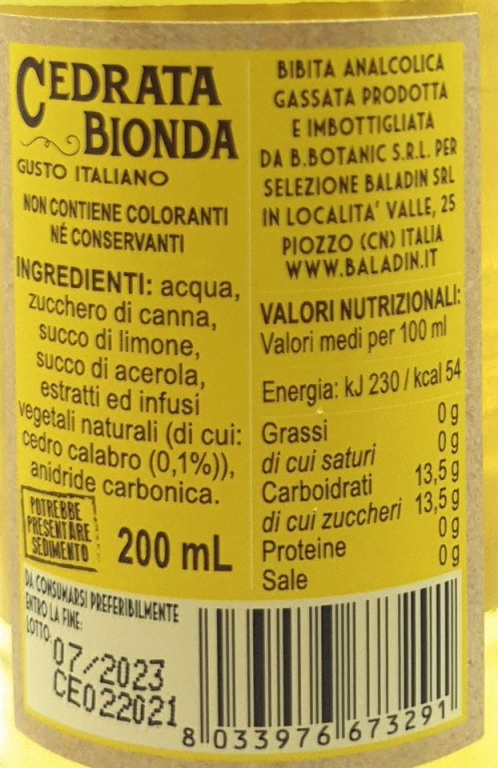 CEDRATA
BIONDA
GUSTO ITALIANO
NON CONTIENE COLORANTI
NÉ CONSERVANTI
INGREDIENTI: acqua,
zucchero di canna,
succo di limone,
succo di acerola,
estratti ed infusi
vegetali naturali (di cui:
cedro calabro (0,1%)),
anidride carbonica.
POTREBBE
PRESENTARE
SEDIMENTO
200 mL
BIBITA ANALCOLICA
GASSATA PRODOTTA
E IMBOTTIGLIATA
DA B.BOTANIC S.R.L. PER
SELEZIONE BALADIN SRL
IN LOCALITA' VALLE, 25
PIOZZO (CN) ITALIA
WWW.BALADIN.IT
VALORI NUTRIZIONALI:
Valori medi per 100 ml
Energia: kJ 230 / kcal 54
Grassi 0 g
di cui saturi 0 g
Carboidrati 13,5 g
di cui zuccheri 13,5 g
Proteine 0 g
Sale 0 g
DA CONSUMARSI PREFERIBILMENTE
ENTRO LA FINE:
LOTTO:
07/2023
CE022021
8 033976 673291